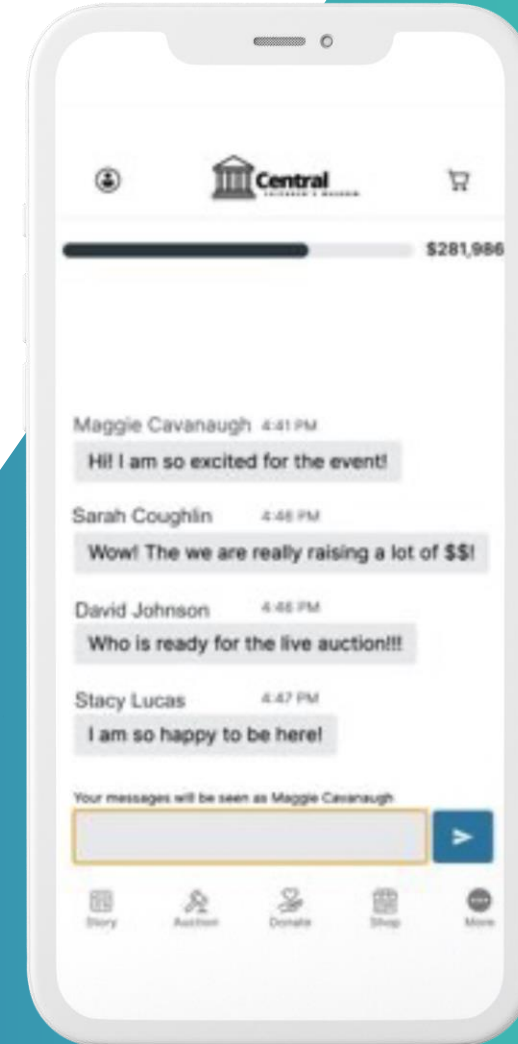 Central
CHILDREN'S MUSEUM
$281,986
Maggie Cavanaugh 4:41 PM
Hi! I am so excited for the event!
Sarah Coughlin 4:46 PM
Wow! The we are really raising a lot of $$!
David Johnson 4:46 PM
Who is ready for the live auction!!!
Stacy Lucas 4:47 PM
I am so happy to be here!
Your messages will be seen as Maggie Cavanaugh
Story Auction Donate Shop More